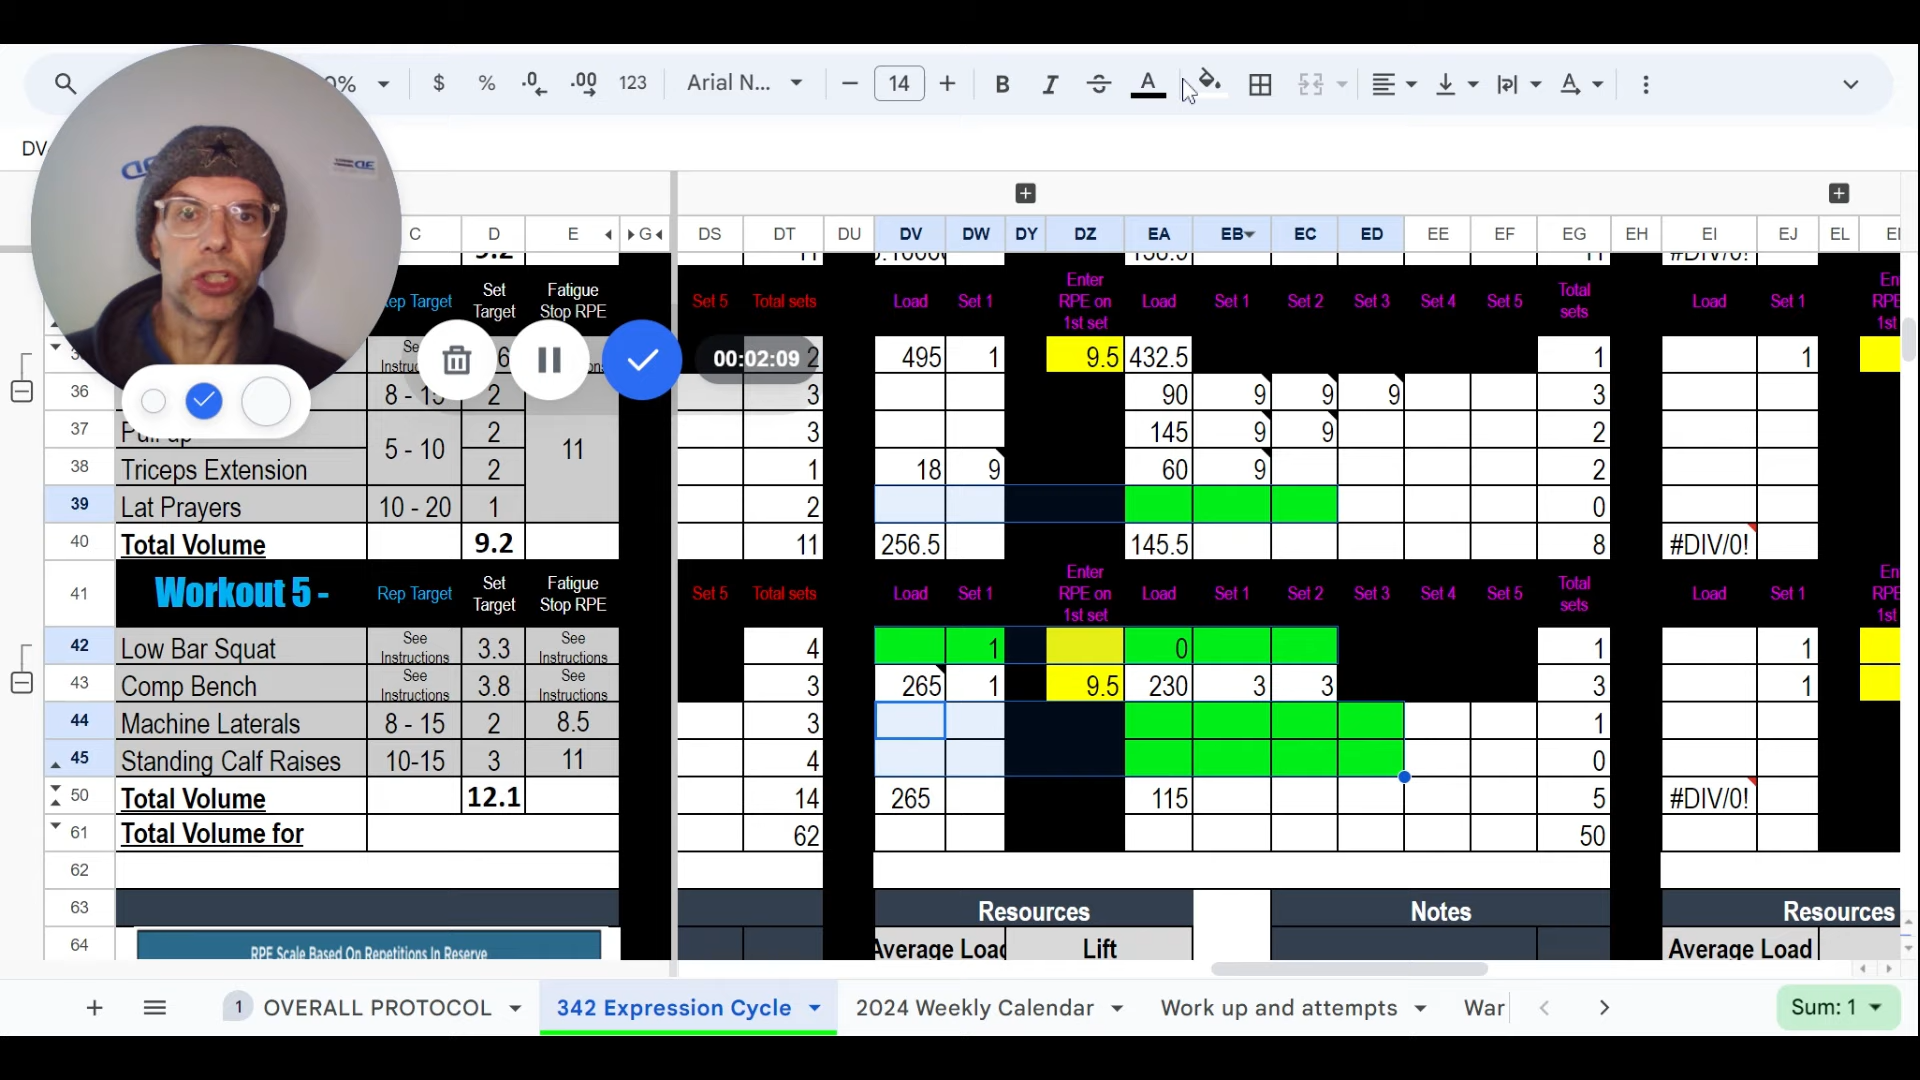 % $ % .0 .00 123 Arial N... − 14 + B I S A
DV
C D E G DS DT DU DV DW DY DZ EA EB EC ED EE EF EG EH EI EJ EL
#DIV/0!
Rep Target Set Target Fatigue Stop RPE Set 5 Total sets Load Set 1 Enter RPE on 1st set Load Set 1 Set 2 Set 3 Set 4 Set 5 Total sets Load Set 1
495 1 9.5 432.5 1 1
36 8 - 15 2 3 90 9 9 9 3
37 5 - 10 2 11 3 145 9 9 2
38 Triceps Extension 2 1 18 9 60 9 2
39 Lat Prayers 10 - 20 1 2 0
40 Total Volume 9.2 11 256.5 145.5 8 #DIV/0!
41 Workout 5 - Rep Target Set Target Fatigue Stop RPE Set 5 Total sets Load Set 1 Enter RPE on 1st set Load Set 1 Set 2 Set 3 Set 4 Set 5 Total sets Load Set 1
42 Low Bar Squat See Instructions 3.3 See Instructions 4 1 0 1 1
43 Comp Bench See Instructions 3.8 See Instructions 3 265 1 9.5 230 3 3 3 1
44 Machine Laterals 8 - 15 2 8.5 3 1
45 Standing Calf Raises 10-15 3 11 4 0
50 Total Volume 12.1 14 265 115 5 #DIV/0!
61 Total Volume for 62 50
62
63 Resources Notes Resources
64 RPE Scale Based On Repetitions In Reserve Average Load Lift Average Load
00:02:09
1 OVERALL PROTOCOL 342 Expression Cycle 2024 Weekly Calendar Work up and attempts War Sum: 1